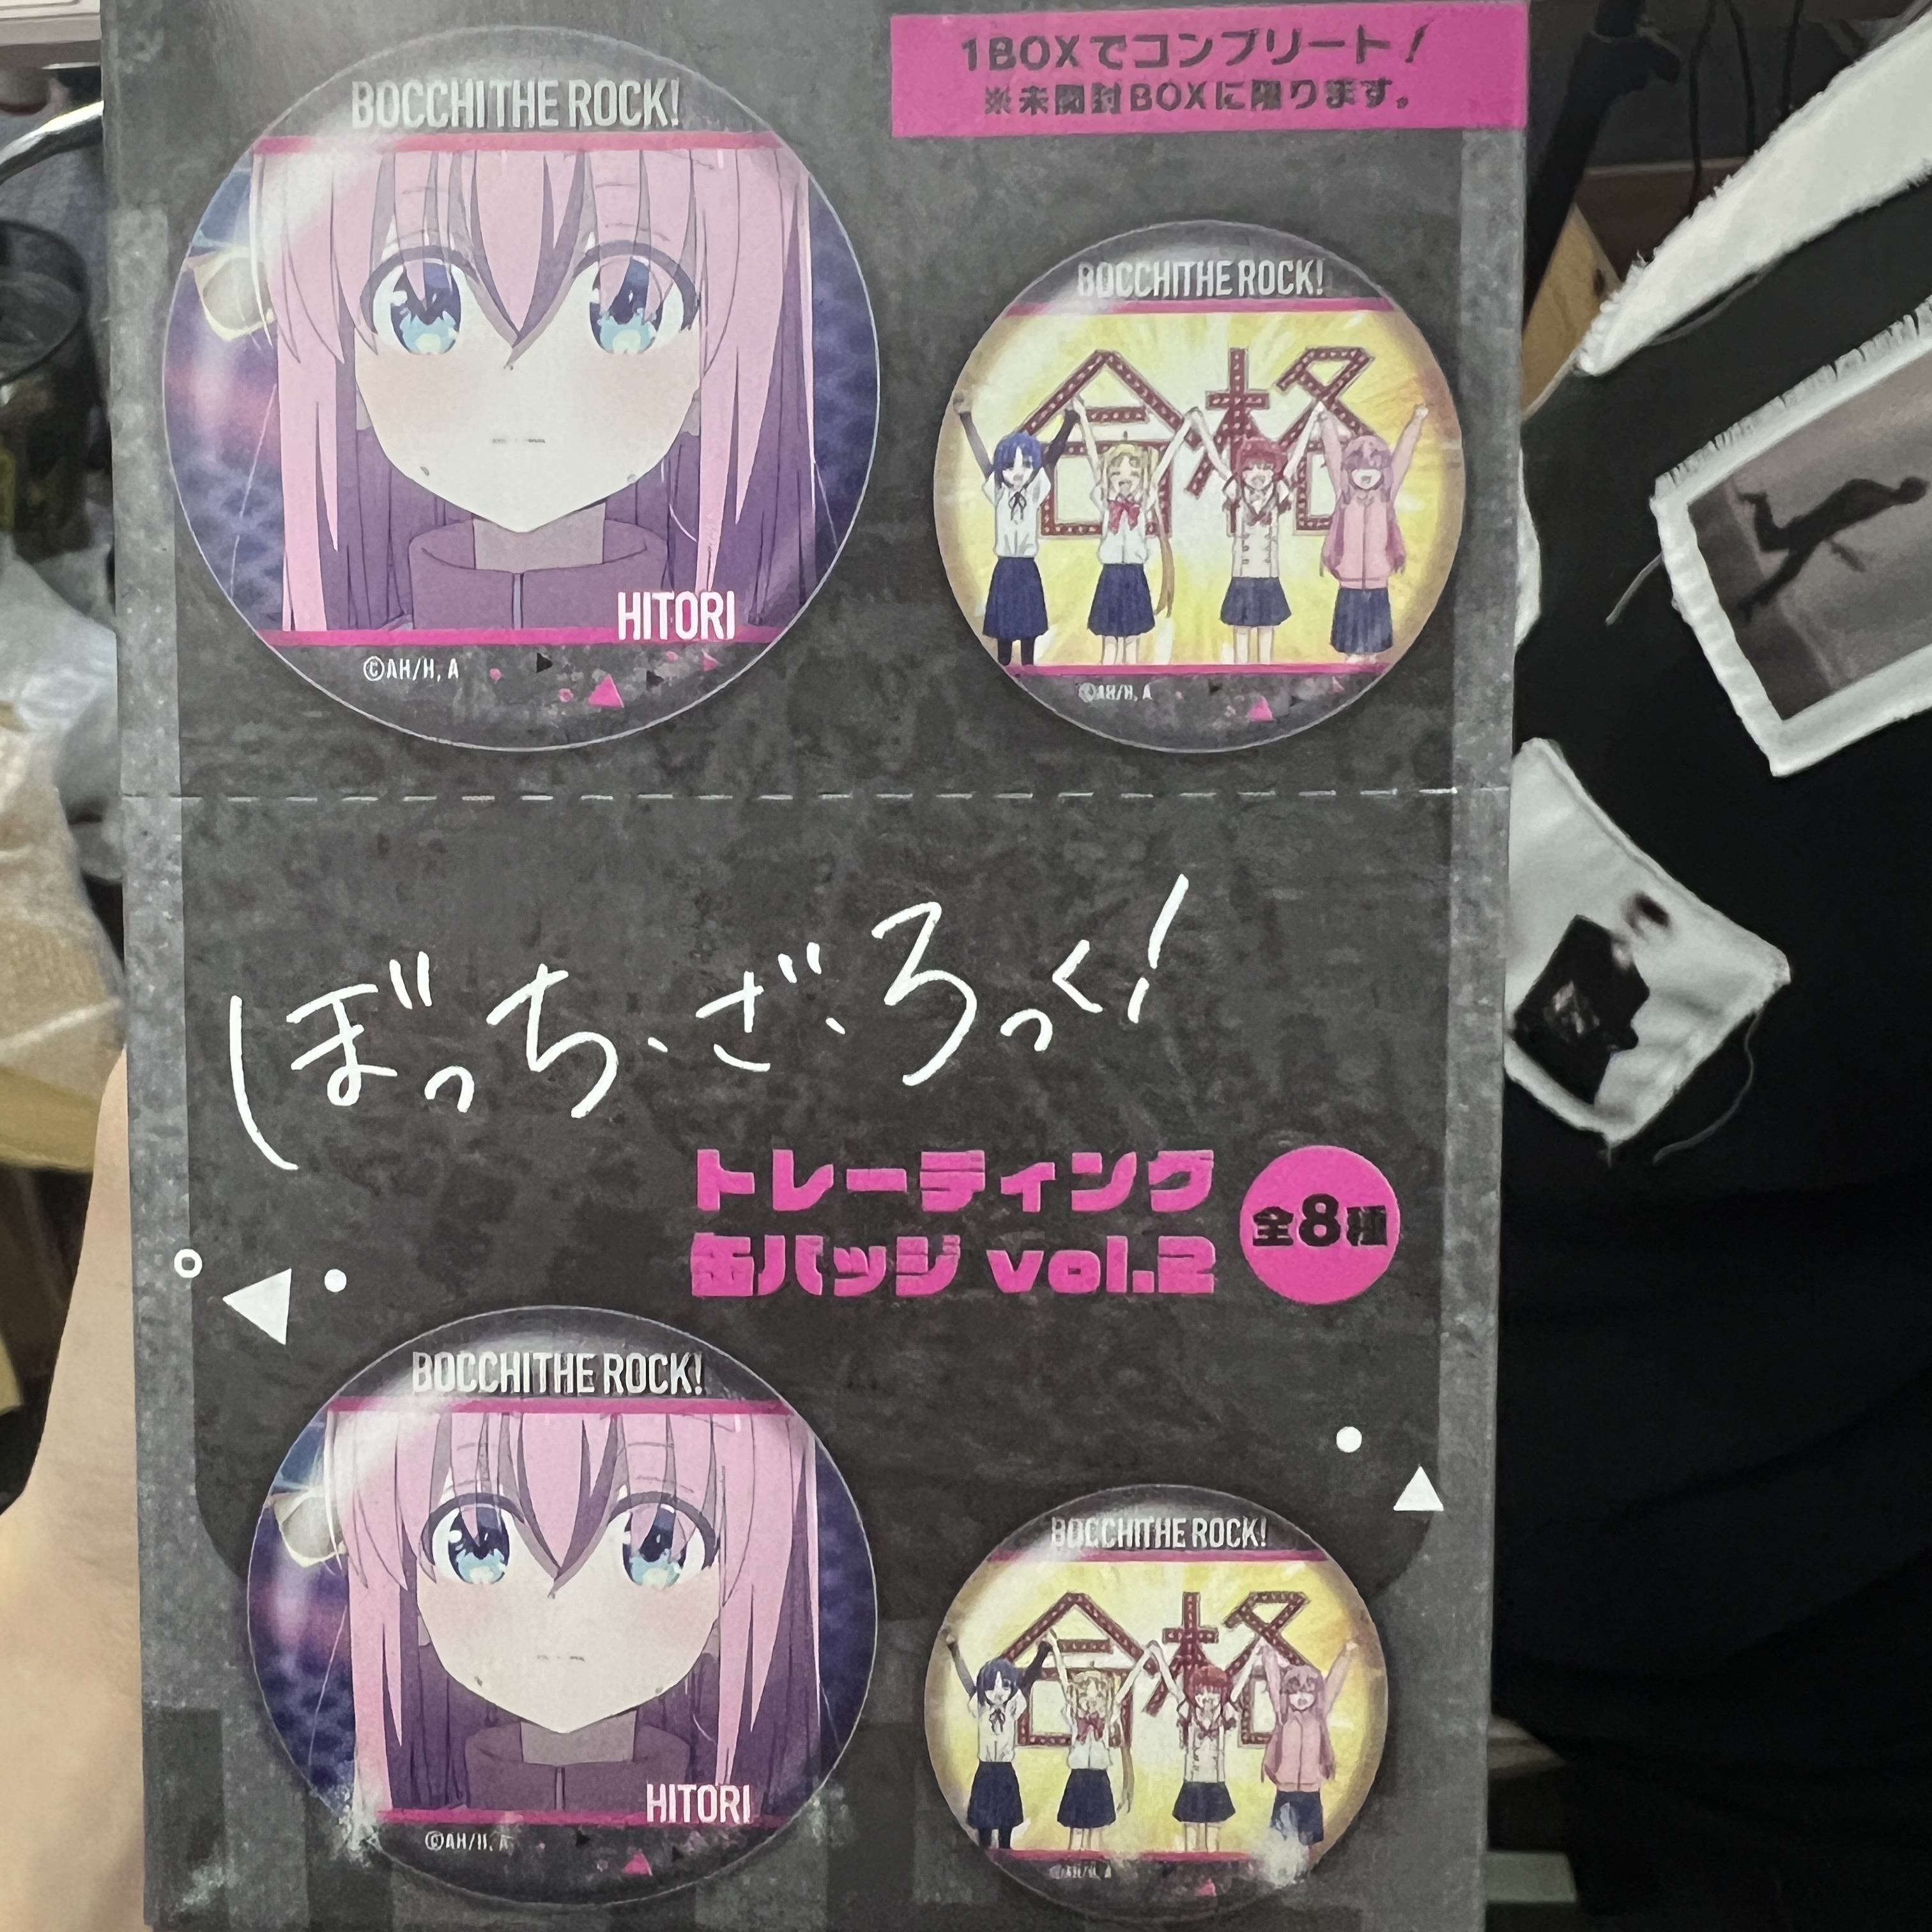 1BOXでコンプリート!
※未開封BOXに限ります。
BOCCHI THE ROCK!
HITORI
©AH/H, A
BOCCHI THE ROCK!
合格
©AH/H, A
ぼっち・ざ・ろっく!
トレーディング
缶バッジ vol.2
全8種
BOCCHI THE ROCK!
HITORI
©AH/H, A
BOCCHI THE ROCK!
合格
©AH/H, A